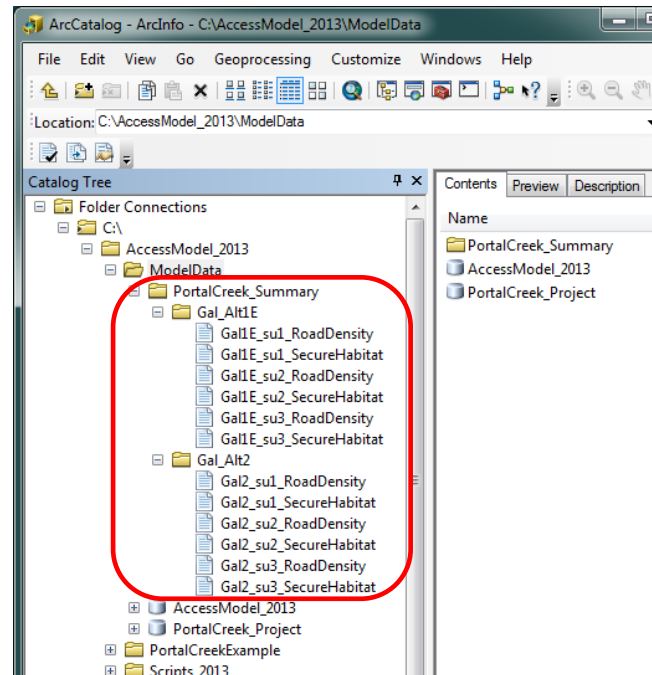 ArcCatalog - ArcInfo - C:\AccessModel_2013\ModelData
File Edit View Go Geoprocessing Customize Windows Help
Location: C:\AccessModel_2013\ModelData
Catalog Tree
Folder Connections
C:\
AccessModel_2013
ModelData
PortalCreek_Summary
Gal_Alt1E
Gal1E_su1_RoadDensity
Gal1E_su1_SecureHabitat
Gal1E_su2_RoadDensity
Gal1E_su2_SecureHabitat
Gal1E_su3_RoadDensity
Gal1E_su3_SecureHabitat
Gal_Alt2
Gal2_su1_RoadDensity
Gal2_su1_SecureHabitat
Gal2_su2_RoadDensity
Gal2_su2_SecureHabitat
Gal2_su3_RoadDensity
Gal2_su3_SecureHabitat
AccessModel_2013
PortalCreek_Project
PortalCreekExample
Scripts_2013
Contents Preview Description
Name
PortalCreek_Summary
AccessModel_2013
PortalCreek_Project